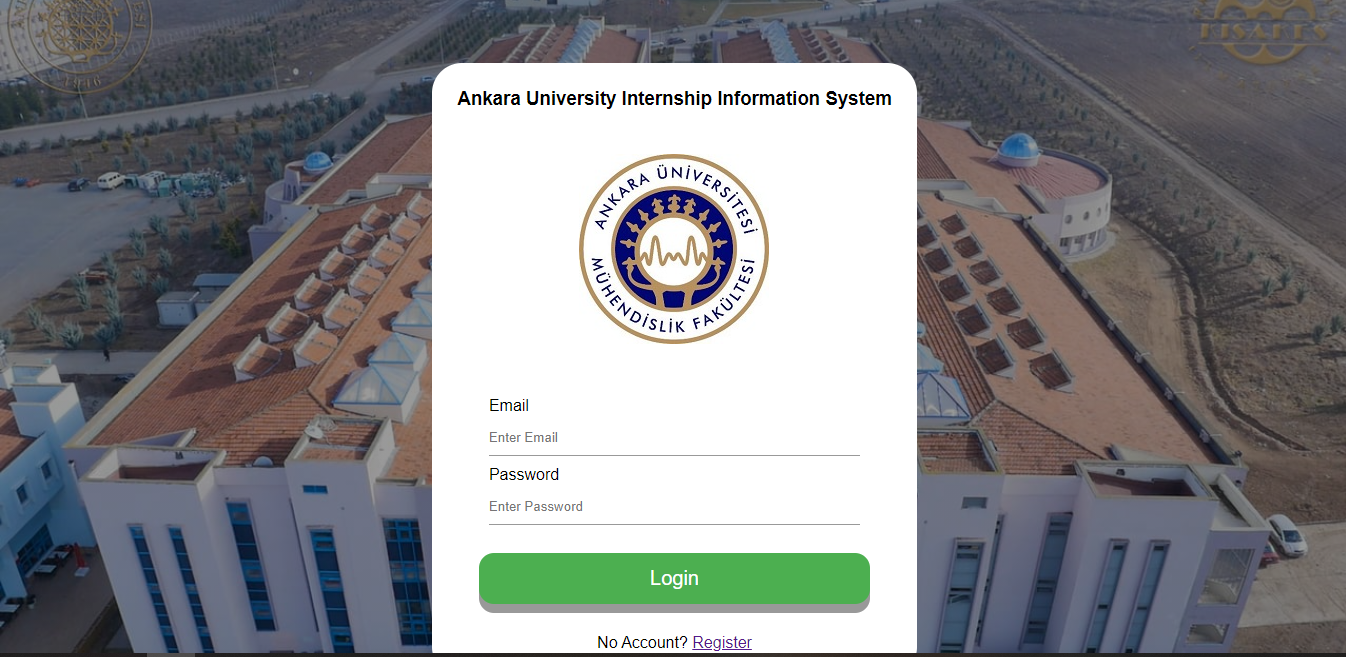 Ankara University Internship Information System
ANKARA ÜNİVERSİTESİ
MÜHENDİSLİK FAKÜLTESİ
Email
Enter Email
Password
Enter Password
Login
No Account? Register
1946